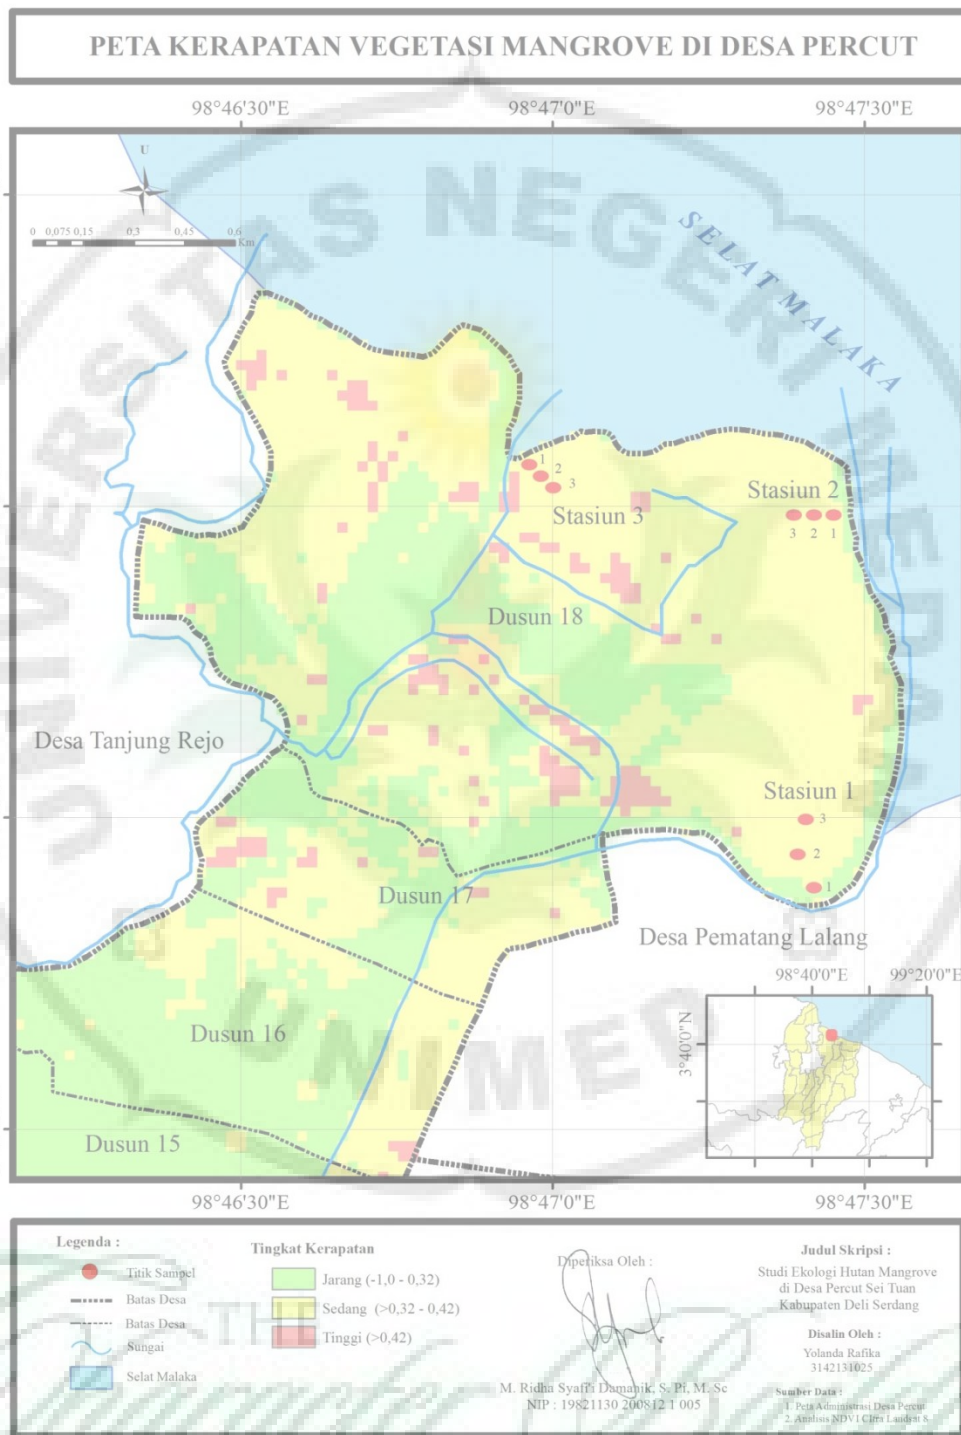 PETA KERAPATAN VEGETASI MANGROVE DI DESA PERCUT
98°46'30"E 98°47'0"E 98°47'30"E
U
0 0,075 0,15 0,3 0,45 0,6
Km
SELAT MALAKA
UNIVERSITAS NEGERI MEDAN
1
2
3
Stasiun 3
Stasiun 2
3 2 1
Dusun 18
Desa Tanjung Rejo
Stasiun 1
3
2
1
Dusun 17
Desa Pematang Lalang
98°40'0"E 99°20'0"E
3°40'0"N
Dusun 16
UNIMED
Dusun 15
98°46'30"E 98°47'0"E 98°47'30"E
Legenda :
Titik Sampel
Batas Desa
Batas Desa
Sungai
Selat Malaka
Tingkat Kerapatan
Jarang (-1,0 - 0,32)
Sedang (>0,32 - 0,42)
Tinggi (>0,42)
THE
Diperiksa Oleh :
M. Ridha Syafi'i Damanik, S. Pi, M. Sc
NIP : 19821130 200812 1 005
Judul Skripsi :
Studi Ekologi Hutan Mangrove
di Desa Percut Sei Tuan
Kabupaten Deli Serdang
Disalin Oleh :
Yolanda Rafika
3142131025
Sumber Data :
1. Peta Administrasi Desa Percut
2. Analisis NDVI Citra Landsat 8